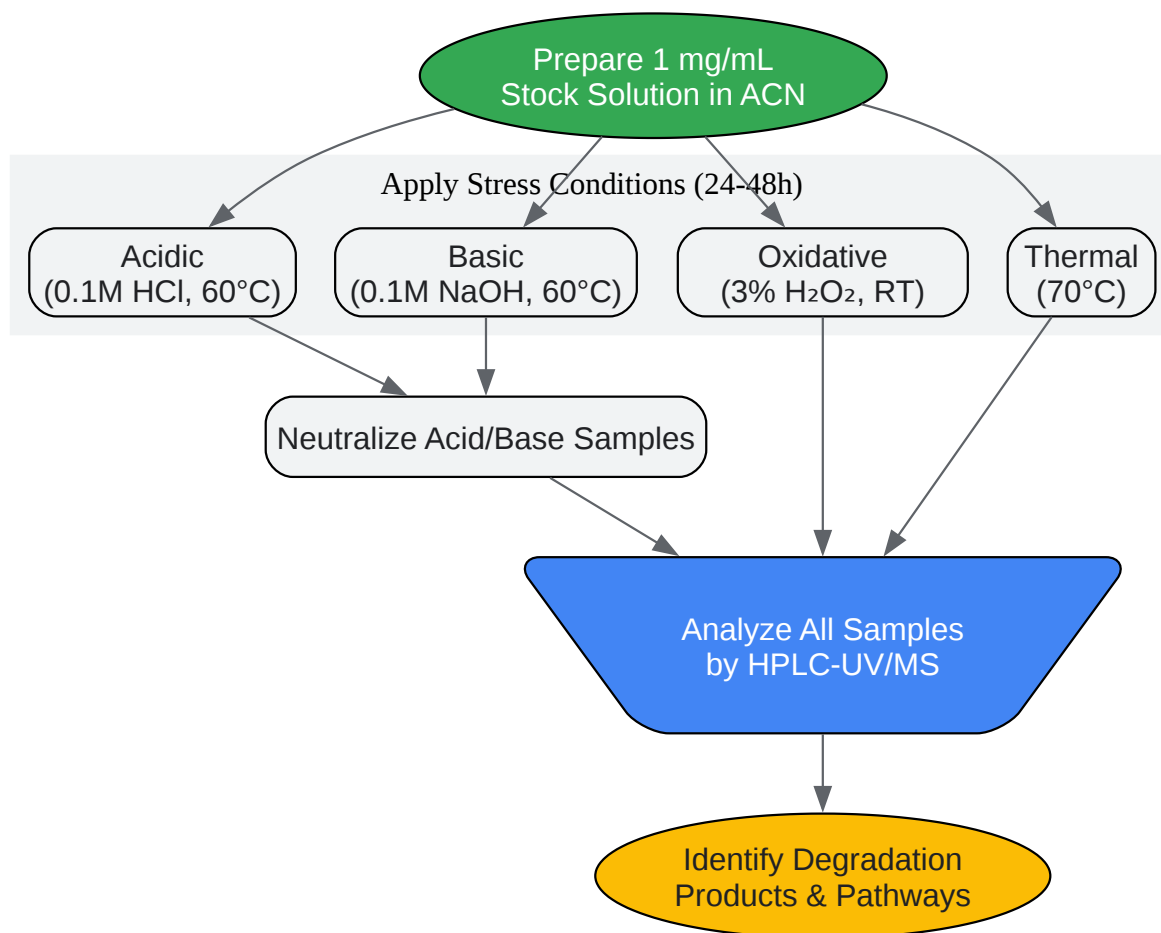 Prepare 1 mg/mL
Stock Solution in ACN
Apply Stress Conditions (24-48h)
Acidic
(0.1M HCl, 60°C)
Basic
(0.1M NaOH, 60°C)
Oxidative
(3% H₂O₂, RT)
Thermal
(70°C)
Neutralize Acid/Base Samples
Analyze All Samples
by HPLC-UV/MS
Identify Degradation
Products & Pathways